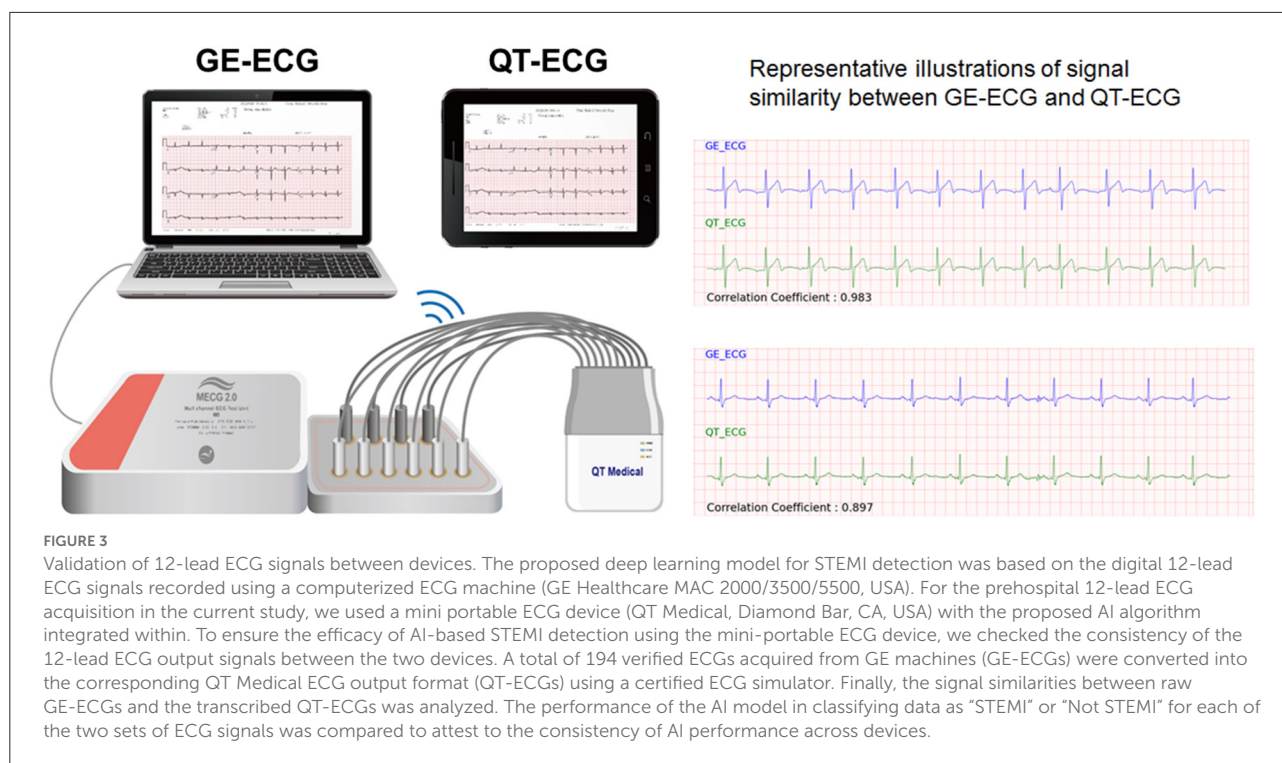 GE-ECG
QT-ECG
Representative illustrations of signal
similarity between GE-ECG and QT-ECG
GE_ECG
QT_ECG
Correlation Coefficient : 0.983
GE_ECG
QT_ECG
Correlation Coefficient : 0.897
MECG 2.0
Multi channel ECG Test Unit
QT Medical
FIGURE 3
Validation of 12-lead ECG signals between devices. The proposed deep learning model for STEMI detection was based on the digital 12-lead
ECG signals recorded using a computerized ECG machine (GE Healthcare MAC 2000/3500/5500, USA). For the prehospital 12-lead ECG
acquisition in the current study, we used a mini portable ECG device (QT Medical, Diamond Bar, CA, USA) with the proposed AI algorithm
integrated within. To ensure the efficacy of AI-based STEMI detection using the mini-portable ECG device, we checked the consistency of the
12-lead ECG output signals between the two devices. A total of 194 verified ECGs acquired from GE machines (GE-ECGs) were converted into
the corresponding QT Medical ECG output format (QT-ECGs) using a certified ECG simulator. Finally, the signal similarities between raw
GE-ECGs and the transcribed QT-ECGs was analyzed. The performance of the AI model in classifying data as “STEMI” or “Not STEMI” for each of
the two sets of ECG signals was compared to attest to the consistency of AI performance across devices.